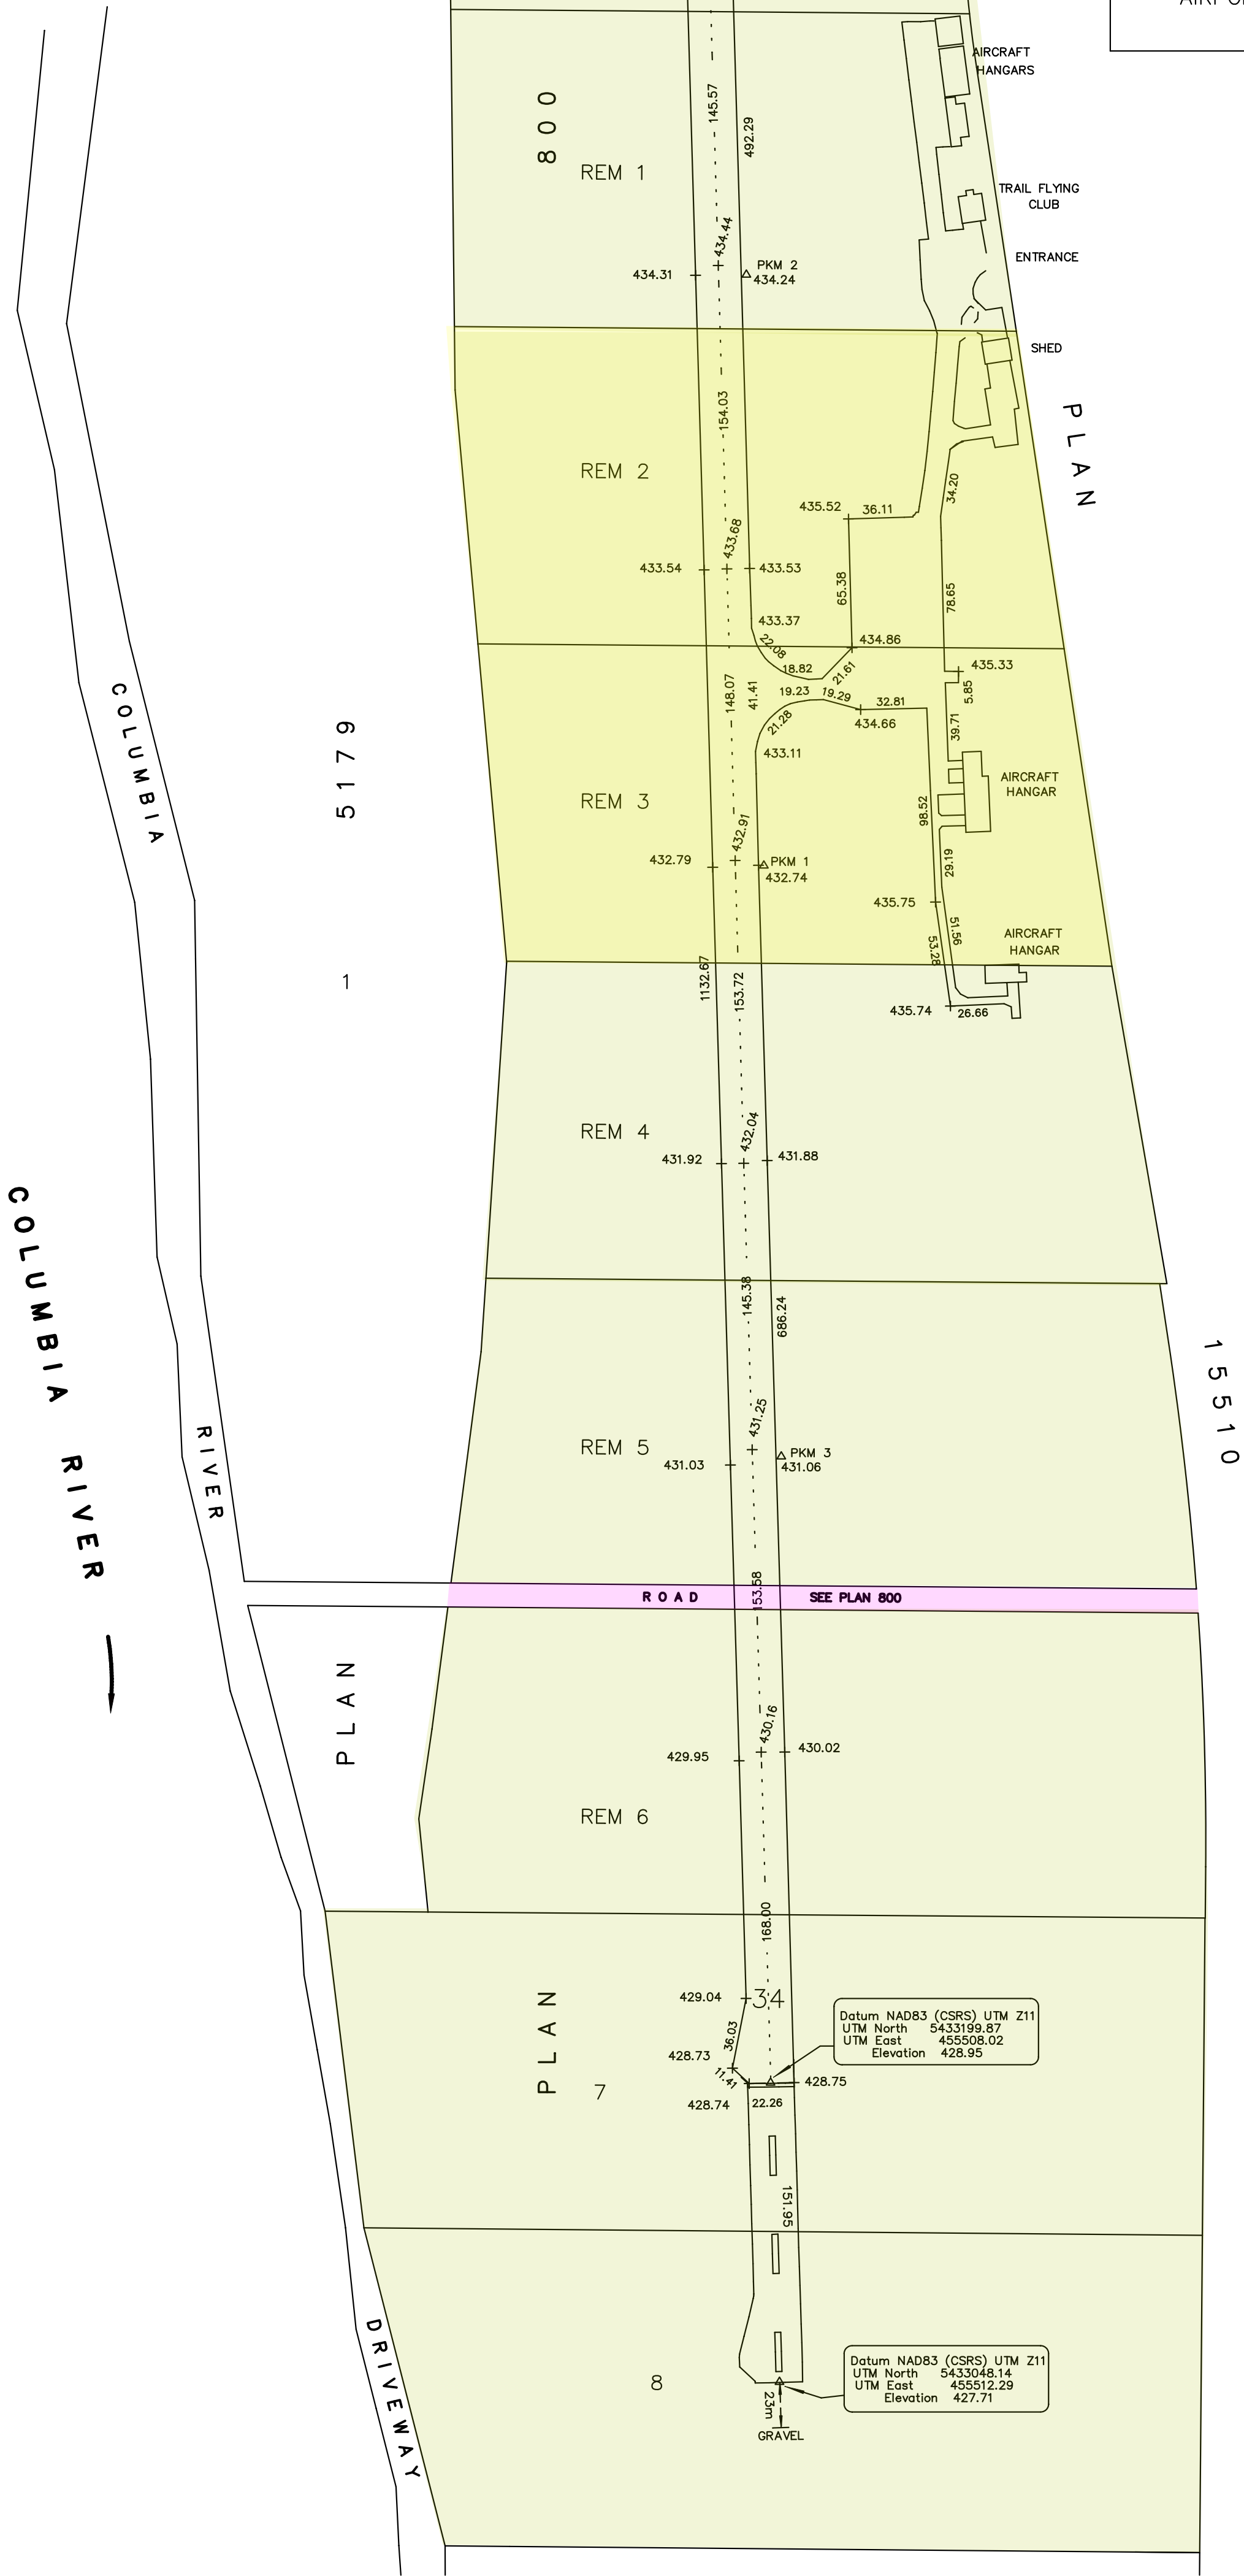 AIRCRAFT
HANGARS
800
145.57
492.29
REM 1
TRAIL FLYING
CLUB
434.44
ENTRANCE
434.31
PKM 2
434.24
SHED
PLAN
154.03
REM 2
34.20
435.52
36.11
433.68
433.54
433.53
65.38
78.65
433.37
434.86
22.08
18.82
21.61
435.33
148.07
41.41
19.23
19.29
32.81
5.85
21.28
434.66
39.71
COLUMBIA
5179
433.11
AIRCRAFT
HANGAR
REM 3
98.52
432.91
432.79
PKM 1
432.74
29.19
435.75
51.56
53.28
AIRCRAFT
HANGAR
1
1132.67
153.72
435.74
26.66
REM 4
432.04
431.92
431.88
COLUMBIA RIVER
145.38
686.24
15510
RIVER
431.25
REM 5
PKM 3
431.03
431.06
153.58
ROAD
SEE PLAN 800
PLAN
430.16
429.95
430.02
REM 6
168.00
PLAN
429.04
34
36.03
Datum NAD83 (CSRS) UTM Z11
UTM North 5433199.87
UTM East 455508.02
Elevation 428.95
428.73
11.41
428.75
7
428.74
22.26
151.95
DRIVEWAY
8
Datum NAD83 (CSRS) UTM Z11
UTM North 5433048.14
UTM East 455512.29
Elevation 427.71
23m
GRAVEL